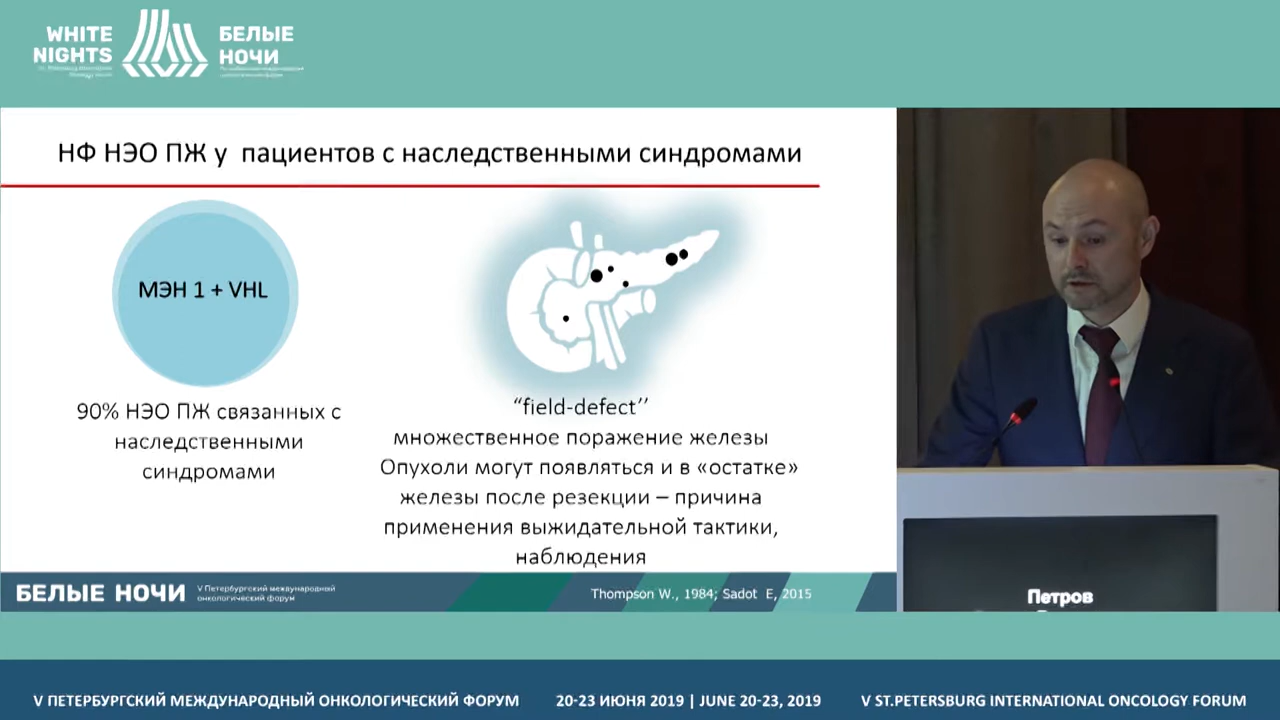 WHITE
NIGHTS
БЕЛЫЕ
НОЧИ
НФ НЭО ПЖ у пациентов с наследственными синдромами
МЭН 1 + VHL
90% НЭО ПЖ связанных с
наследственными
синдромами
“field-defect’’
множественное поражение железы
Опухоли могут появляться и в «остатке»
железы после резекции – причина
применения выжидательной тактики,
наблюдения
БЕЛЫЕ НОЧИ
V Петербургский международный
онкологический форум
Thompson W., 1984; Sadot E, 2015
Петров
V ПЕТЕРБУРГСКИЙ МЕЖДУНАРОДНЫЙ ОНКОЛОГИЧЕСКИЙ ФОРУМ
20-23 ИЮНЯ 2019 | JUNE 20-23, 2019
V ST.PETERSBURG INTERNATIONAL ONCOLOGY FORUM